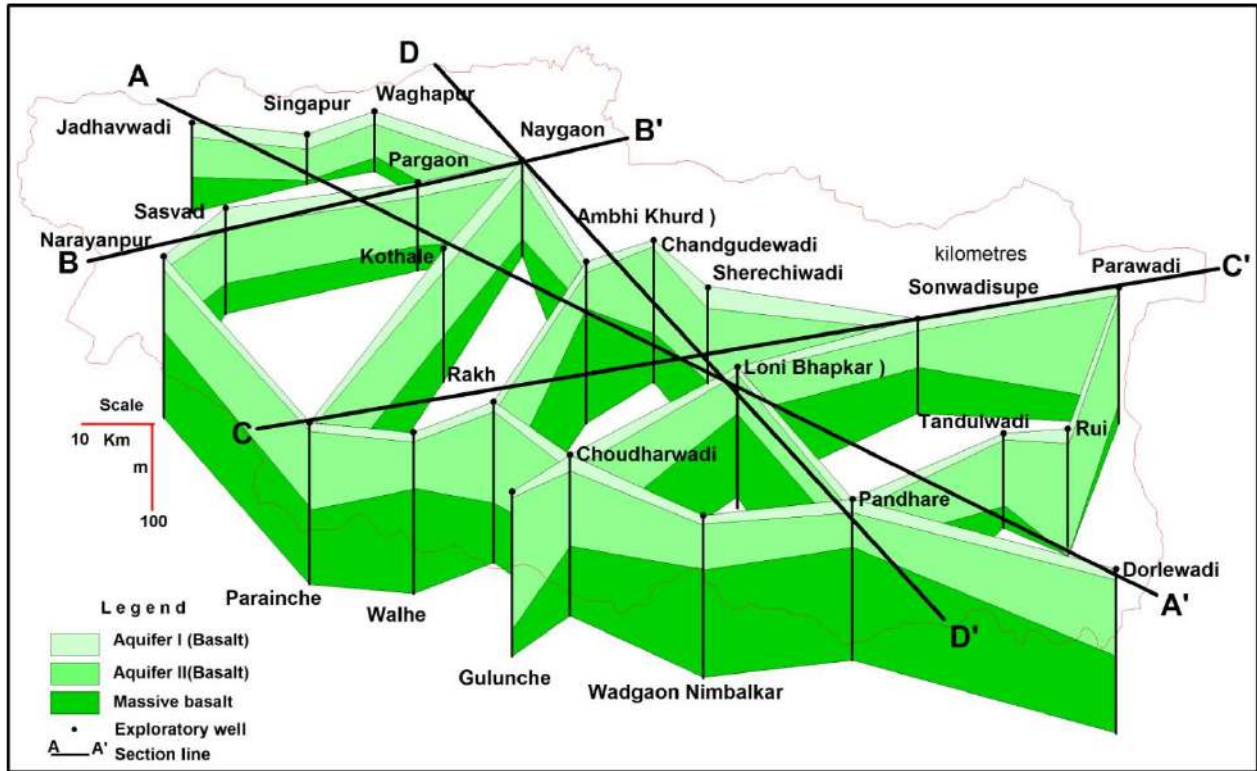 D
A
Waghapur
Singapur
Jadhavwadi
Naygaon
B'
Pargaon
Sasvad
Ambhi Khurd )
Narayanpur
Kothale
Chandgudewadi
B
kilometres
Sherechiwadi
Parawadi
C'
Sonwadisupe
Loni Bhapkar )
Rakh
Scale
10 Km
m
100
C
Tandulwadi
Rui
Choudharwadi
Pandhare
Dorlewadi
A'
Parainche
Walhe
D'
Gulunche
Wadgaon Nimbalkar
Legend
Aquifer I (Basalt)
Aquifer II(Basalt)
Massive basalt
Exploratory well
A A' Section line